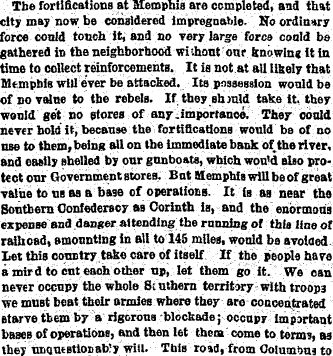 The fortifications at Memphis are completed, and that
city may now be considered impregnable. No ordinary
force could touch it, and no very large force could be
gathered in the neighborhood without our knowing it in
time to collect reinforcements. It is not at all likely that
Memphis will ever be attacked. Its possession would be
of no value to the rebels. If they should take it, they
would get no stores of any importance. They could
never hold it, because the fortifications would be of no
use to them, being all on the immediate bank of the river,
and easily shelled by our gunboats, which wou'd also pro-
tect our Government stores. But Memphis will be of great
value to us as a base of operations. It is as near the
Southern Confederacy as Corinth is, and the enormous
expense and danger attending the running of this line of
railroad, amounting in all to 145 miles, would be avoided.
Let this country take care of itself. If the people have
a mird to cut each other up, let them go it. We can
never occupy the whole Southern territory with troops
we must beat their armies where they are concentrated
starve them by a rigorous blockade; occupy important
bases of operations, and then let them come to terms, as
they unquestionab'y will. This road, from Columbus to